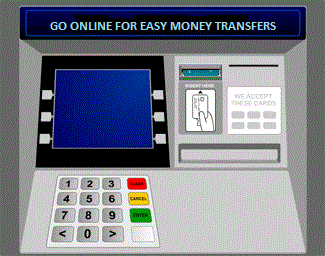 GO ONLINE FOR EASY MONEY TRANSFERS
INSERT HERE
WE ACCEPT
THESE CARDS
1 2 3 CLEAR
4 5 6 CANCEL
7 8 9 ENTER
< 0 >